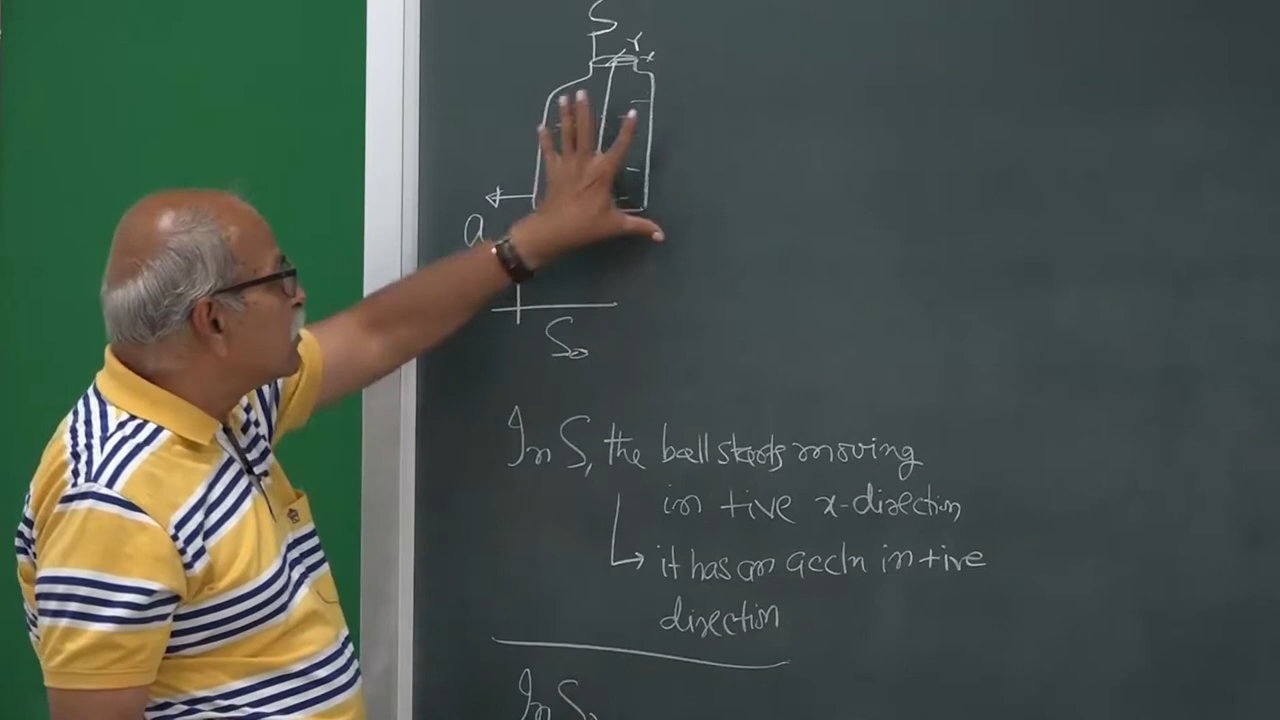 S
Y
x
a
S₀
In S, the ball starts moving
in +ive x-direction
it has an accln in +ive
direction
In S₀